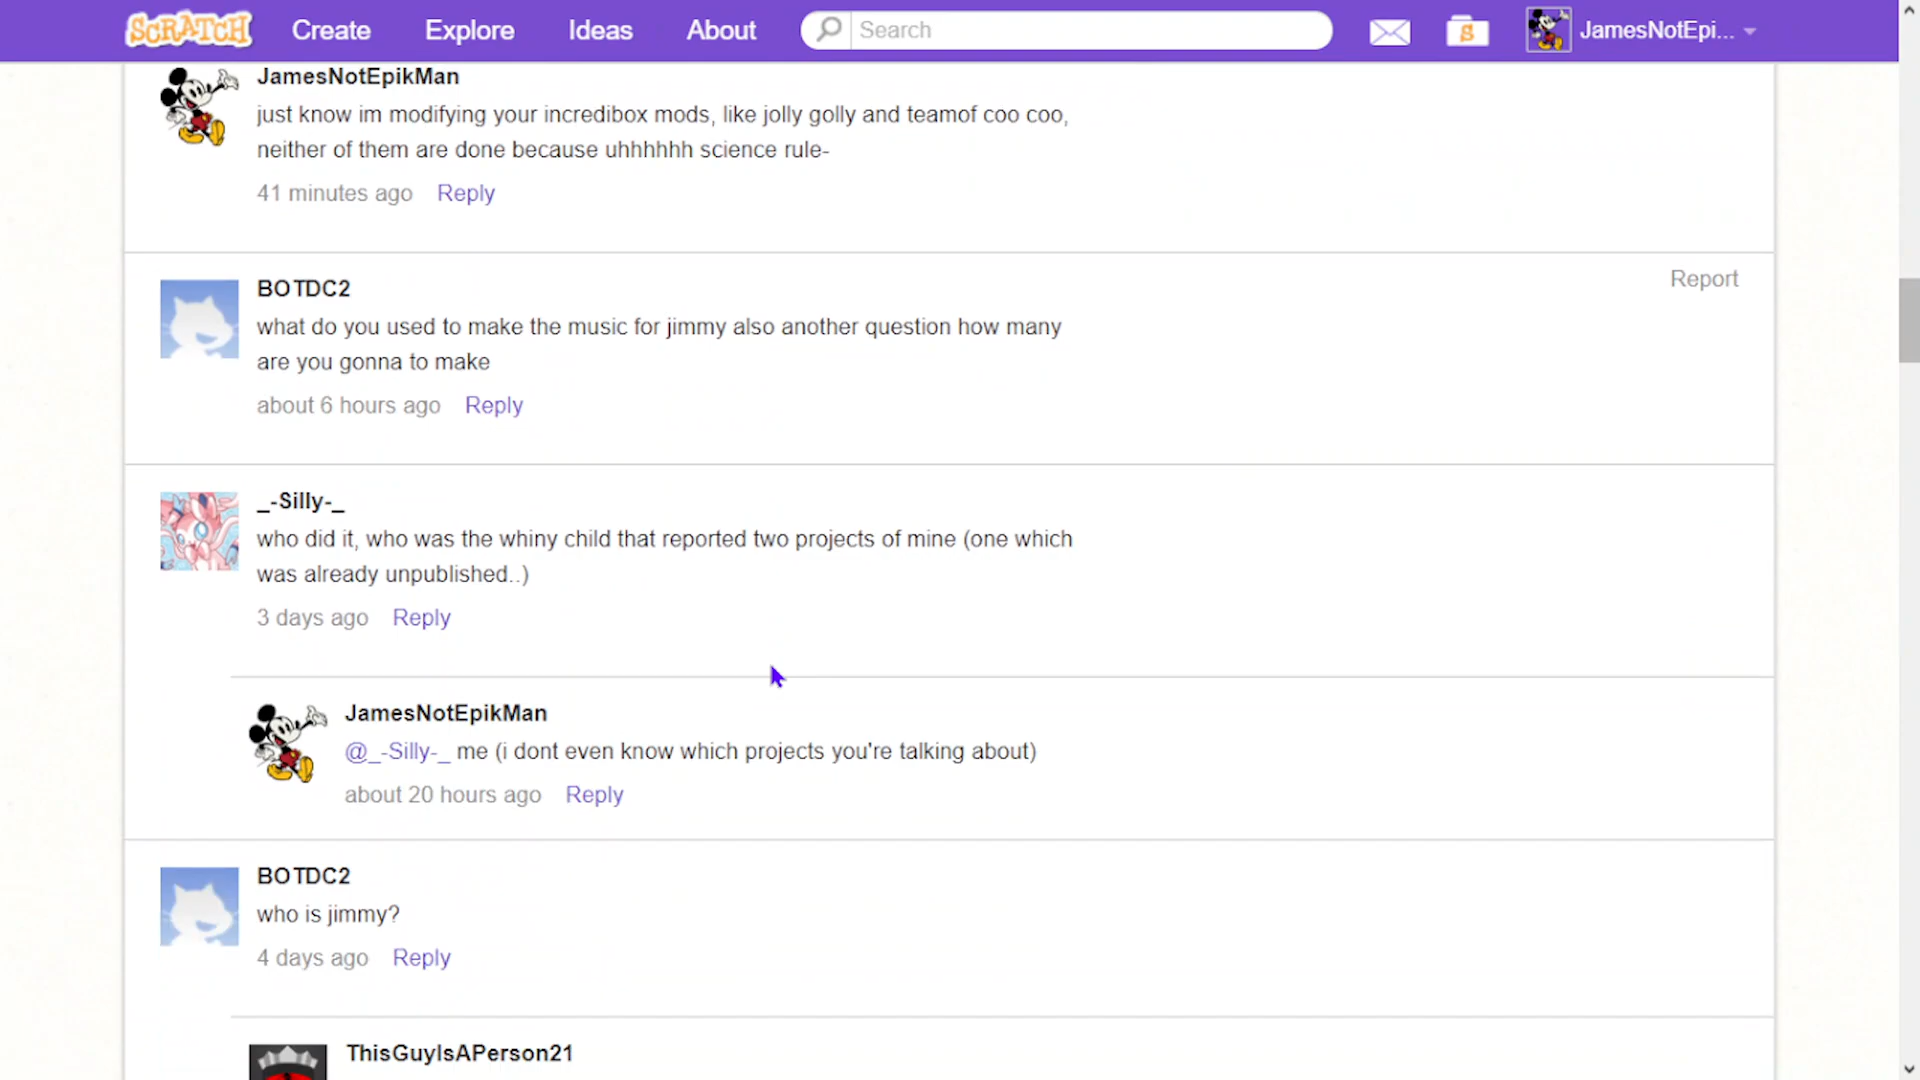 SCRATCH Create Explore Ideas About Search S JamesNotEpi...
JamesNotEpikMan
just know im modifying your incredibox mods, like jolly golly and teamof coo coo,
neither of them are done because uhhhhhh science rule-
41 minutes ago Reply
BOTDC2 Report
what do you used to make the music for jimmy also another question how many
are you gonna to make
about 6 hours ago Reply
_-Silly-_
who did it, who was the whiny child that reported two projects of mine (one which
was already unpublished..)
3 days ago Reply
JamesNotEpikMan
@_-Silly-_ me (i dont even know which projects you're talking about)
about 20 hours ago Reply
BOTDC2
who is jimmy?
4 days ago Reply
ThisGuyIsAPerson21